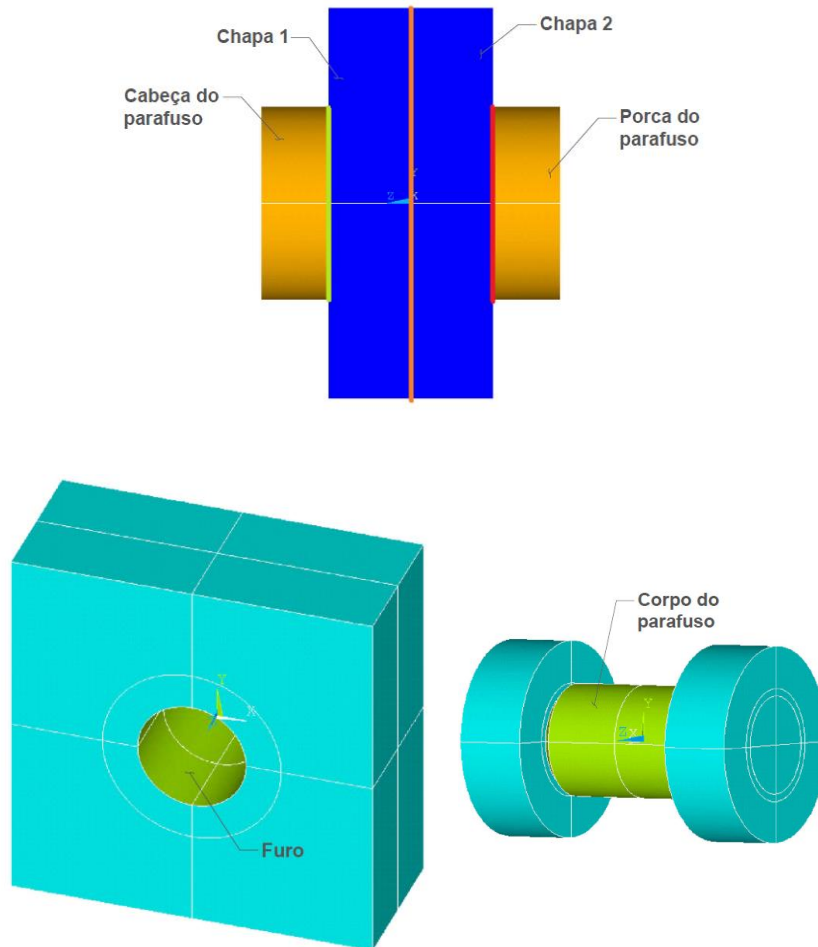 Chapa 1
Chapa 2
Cabeça do
parafuso
Porca do
parafuso
Y
Z
X
Corpo do
parafuso
Y
X
Y
Z
X
Furo